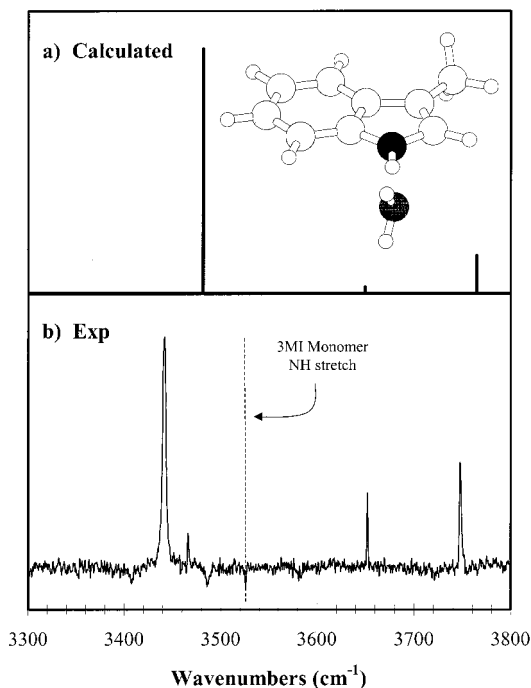 a) Calculated
b) Exp
3MI Monomer
NH stretch
3300 3400 3500 3600 3700 3800
Wavenumbers (cm⁻¹)